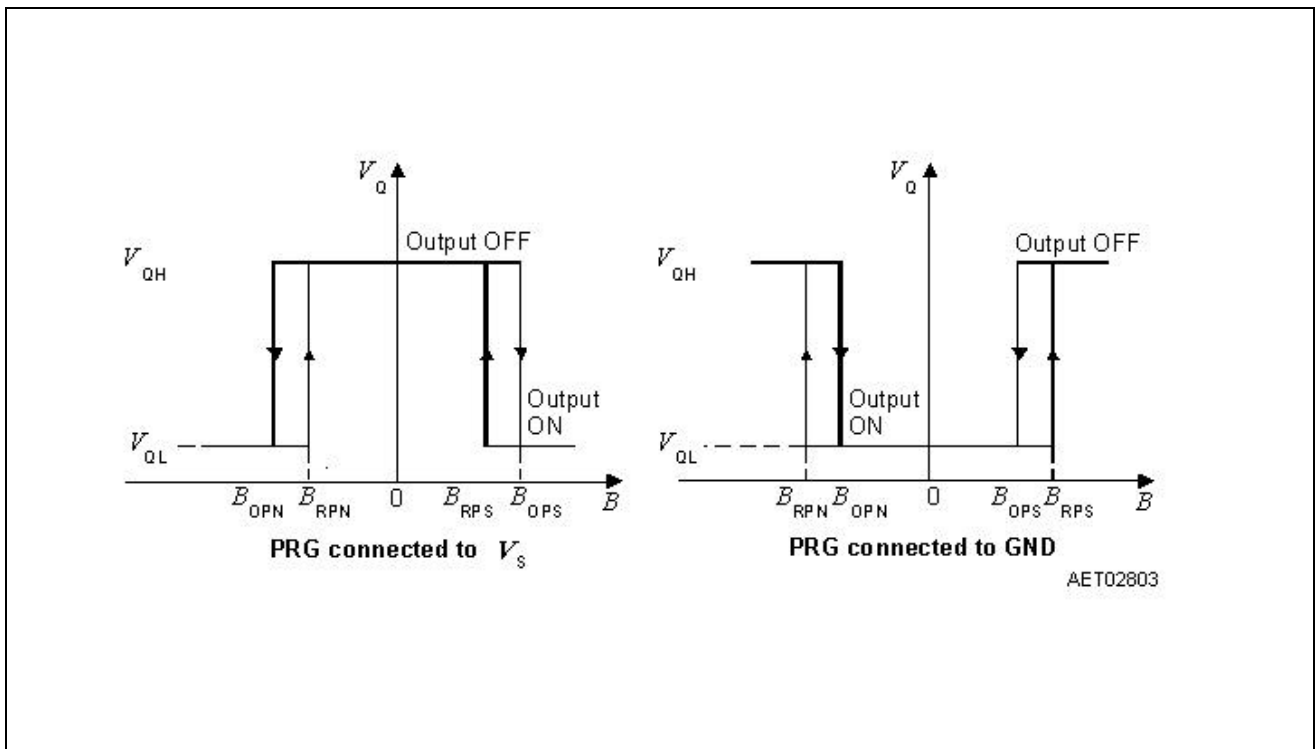 V_Q
Output OFF
V_QH
Output
ON
V_QL
B_OPN B_RPN 0 B_RPS B_OPS B
PRG connected to V_S
V_Q
Output OFF
V_QH
Output
ON
V_QL
B_RPN B_OPN 0 B_OPS B_RPS B
PRG connected to GND
AET02803